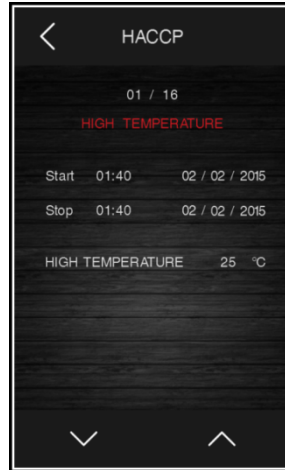 HACCP
01 / 16
HIGH TEMPERATURE
Start 01:40 02 / 02 / 2015
Stop 01:40 02 / 02 / 2015
HIGH TEMPERATURE 25 °C